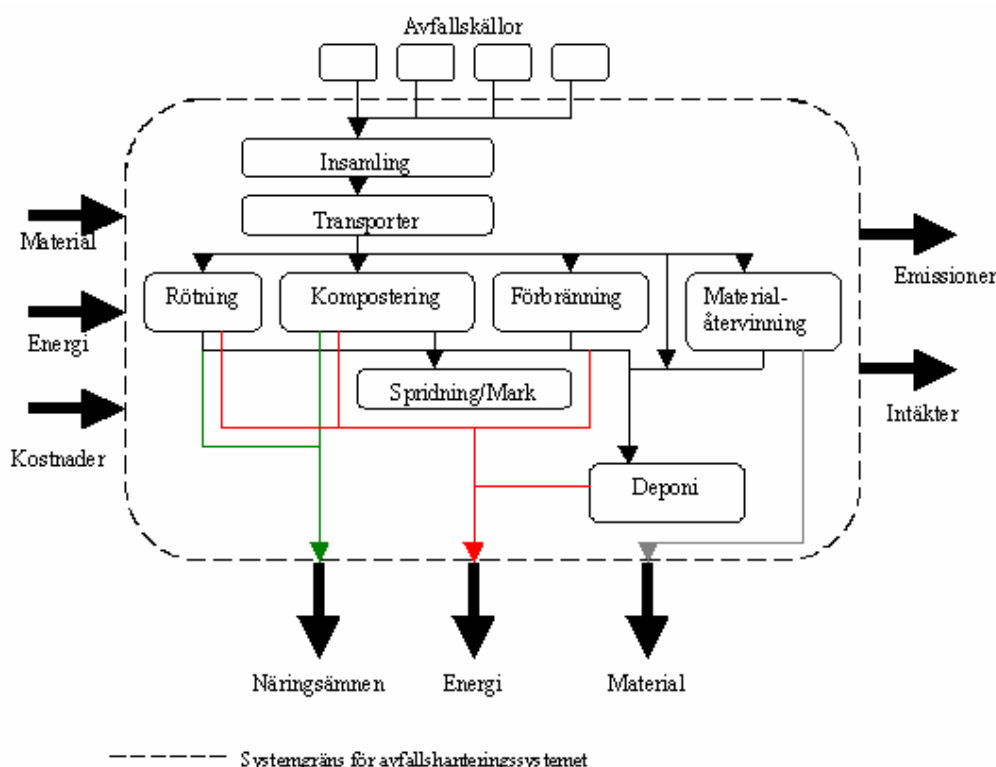 Avfallskällor
Insamling
Transporter
Material
Emissioner
Rötning
Kompostering
Förbränning
Material-
återvinning
Energi
Spridning/Mark
Intäkter
Kostnader
Deponi
Näringsämnen
Energi
Material
Systemgräns för avfallshanteringssystemet